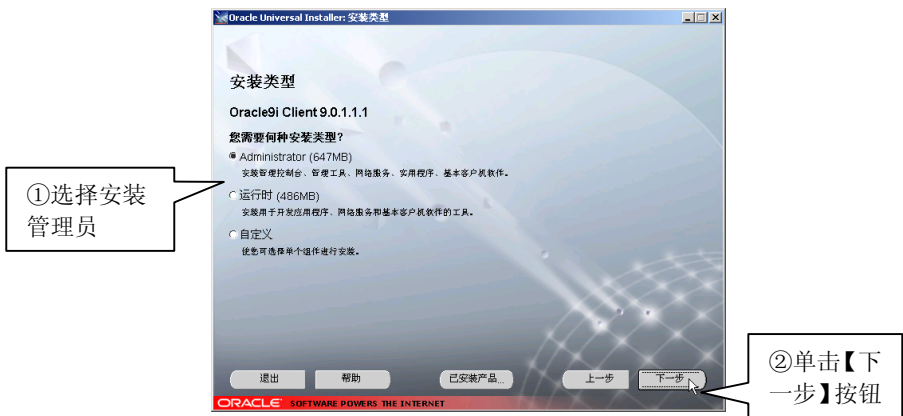 Oracle Universal Installer: 安装类型
安装类型
Oracle9i Client 9.0.1.1.1
您需要何种安装类型?
Administrator (647MB)
安装管理控制台、管理工具、网络服务、实用程序、基本客户机软件。
运行时 (486MB)
安装用于开发应用程序、网络服务和基本客户机软件的工具。
自定义
使您可选择单个组件进行安装。
①选择安装
管理员
退出 帮助 已安装产品... 上一步 下一步
②单击【下
一步】按钮
ORACLE SOFTWARE POWERS THE INTERNET